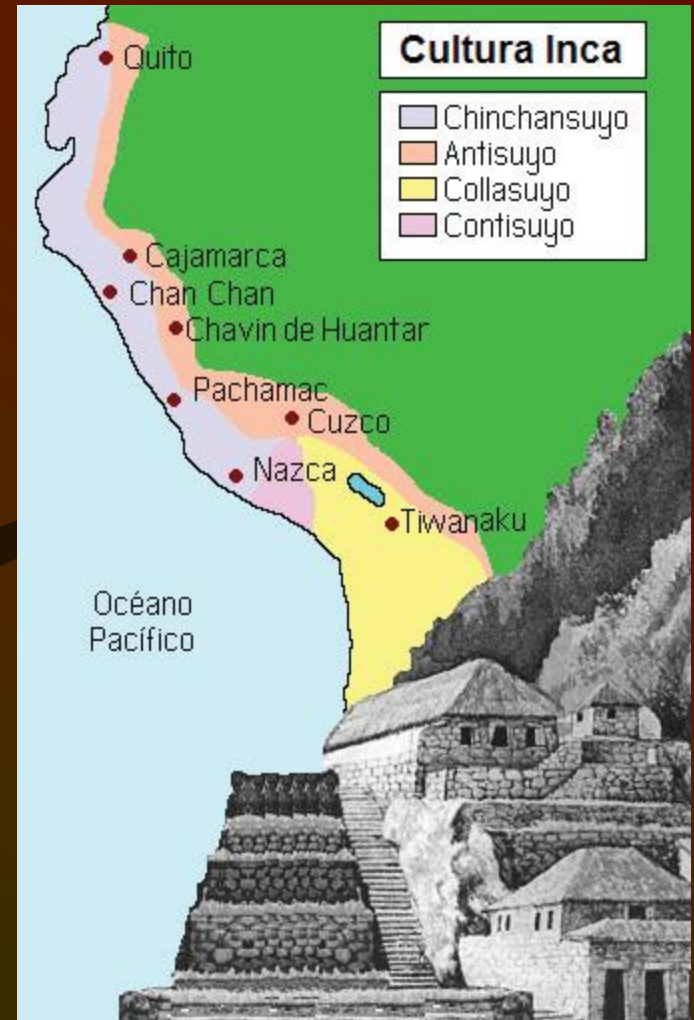 Cultura Inca
Chinchansuyo
Antisuyo
Collasuyo
Contisuyo
Quito
Cajamarca
Chan Chan
Chavin de Huantar
Pachamac
Cuzco
Nazca
Tiwanaku
Océano
Pacífico